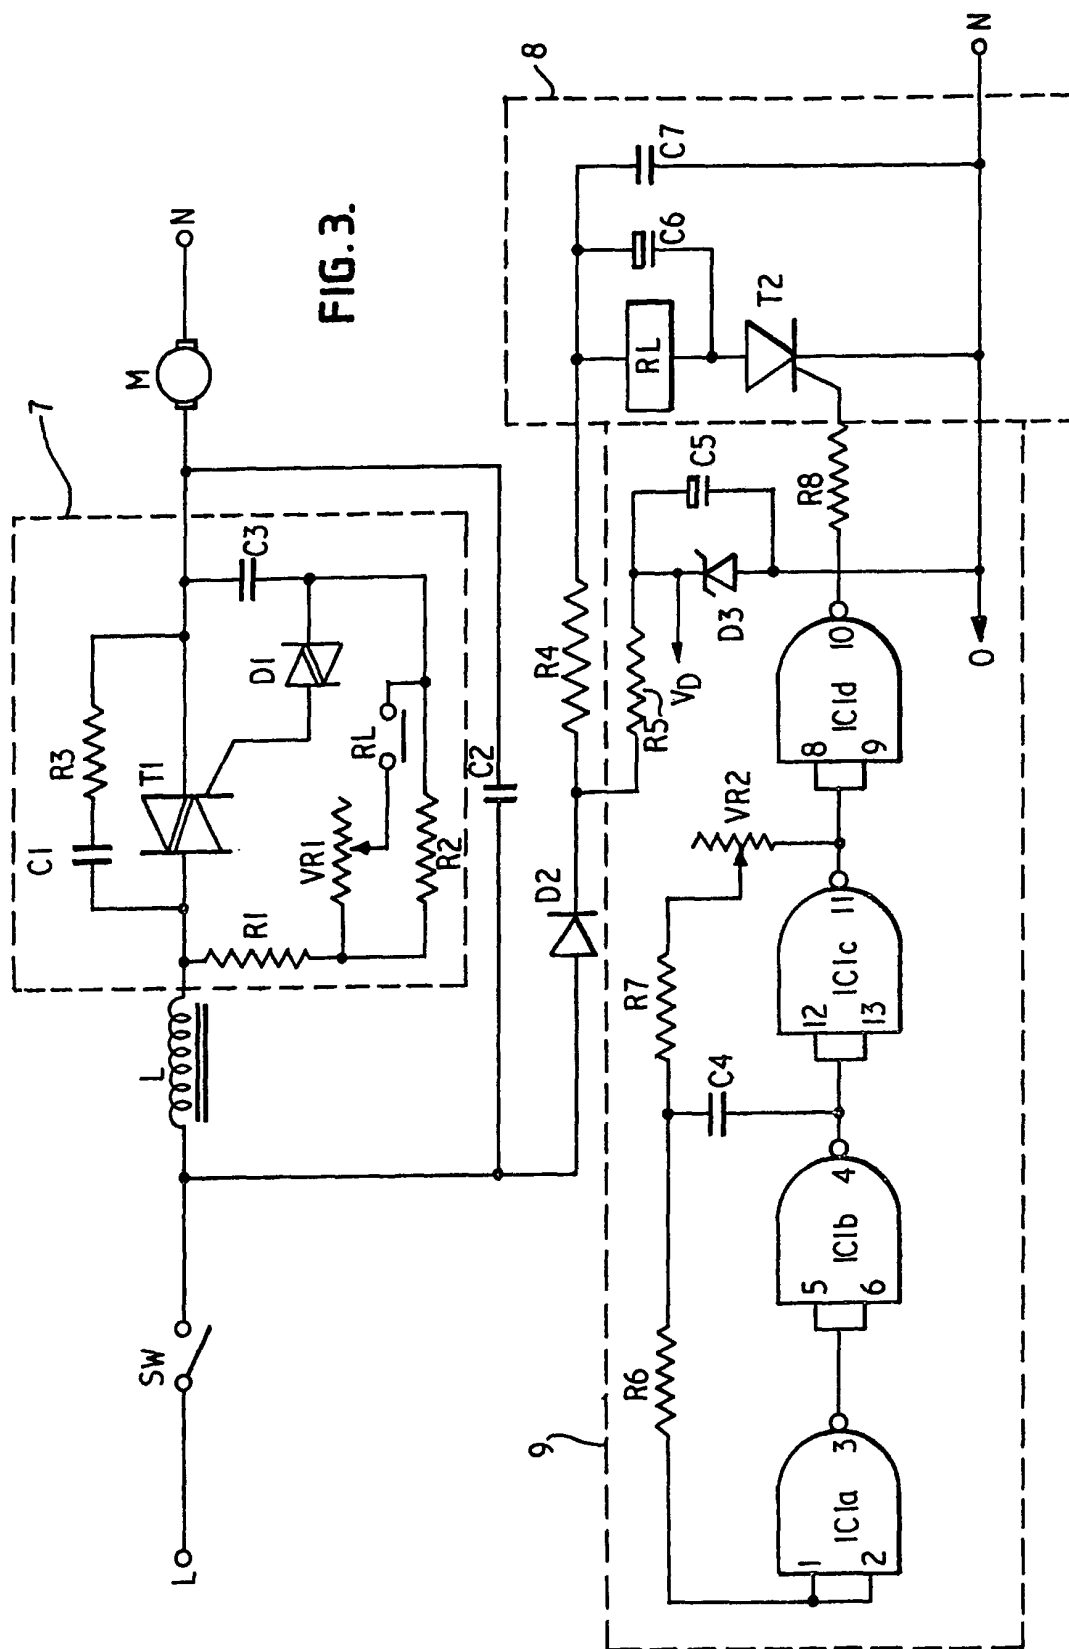 FIG.3.
7
8
9
L
SW
L
C1
R3
T1
R1
VR1
RL
R2
D1
C3
M
N
C2
D2
R4
R5
VD
D3
C5
RL
C6
C7
T2
N
R8
0
R6
R7
C4
VR2
1
2
IC1a
3
5
6
IC1b
4
12
13
IC1c
11
8
9
IC1d
10